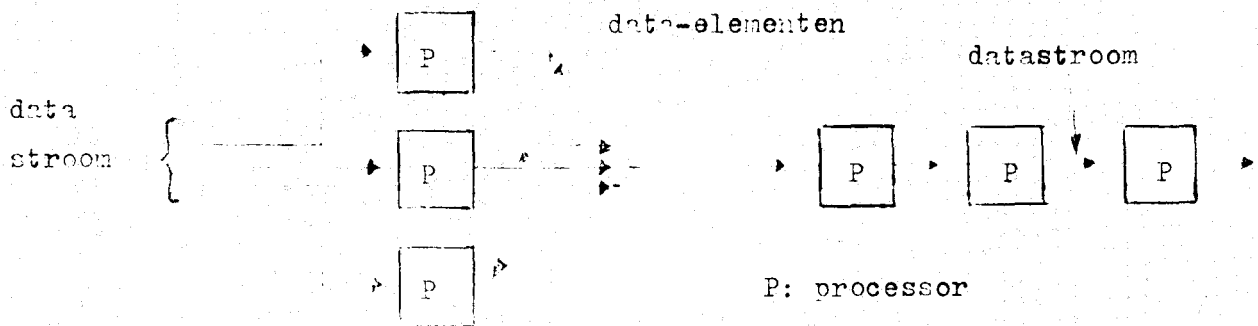 data-elementen
datastroom
data
stroom
P
P
P
P
P
P
P: processor